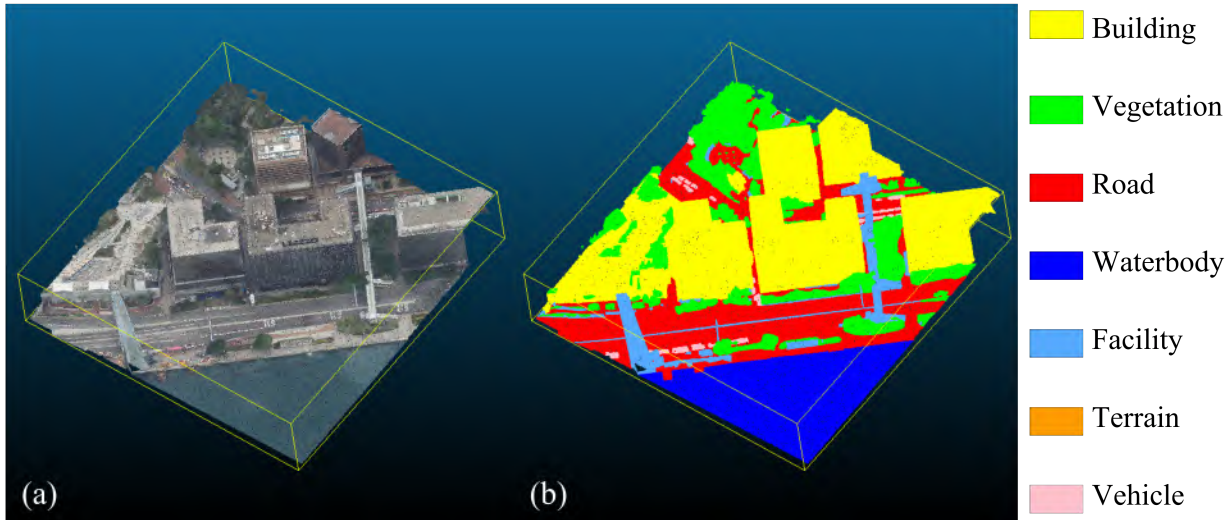 Building
Vegetation
Road
Waterbody
Facility
Terrain
Vehicle
(a)
(b)